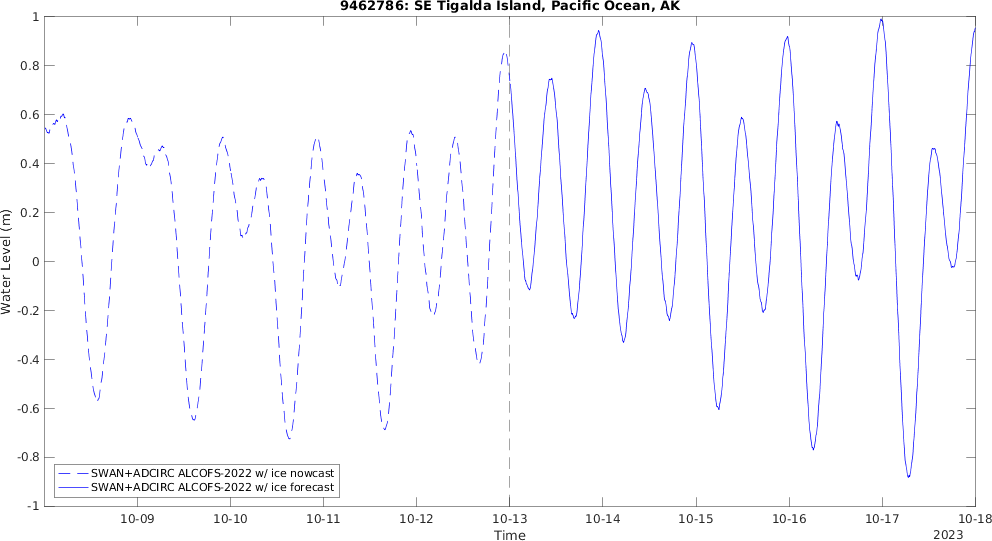 9462786: SE Tigalda Island, Pacific Ocean, AK
1
0.8
0.6
0.4
0.2
0
-0.2
-0.4
-0.6
-0.8
-1
Water Level (m)
SWAN+ADCIRC ALCOFS-2022 w/ ice nowcast
SWAN+ADCIRC ALCOFS-2022 w/ ice forecast
10-09 10-10 10-11 10-12 10-13 10-14 10-15 10-16 10-17 10-18
Time
2023